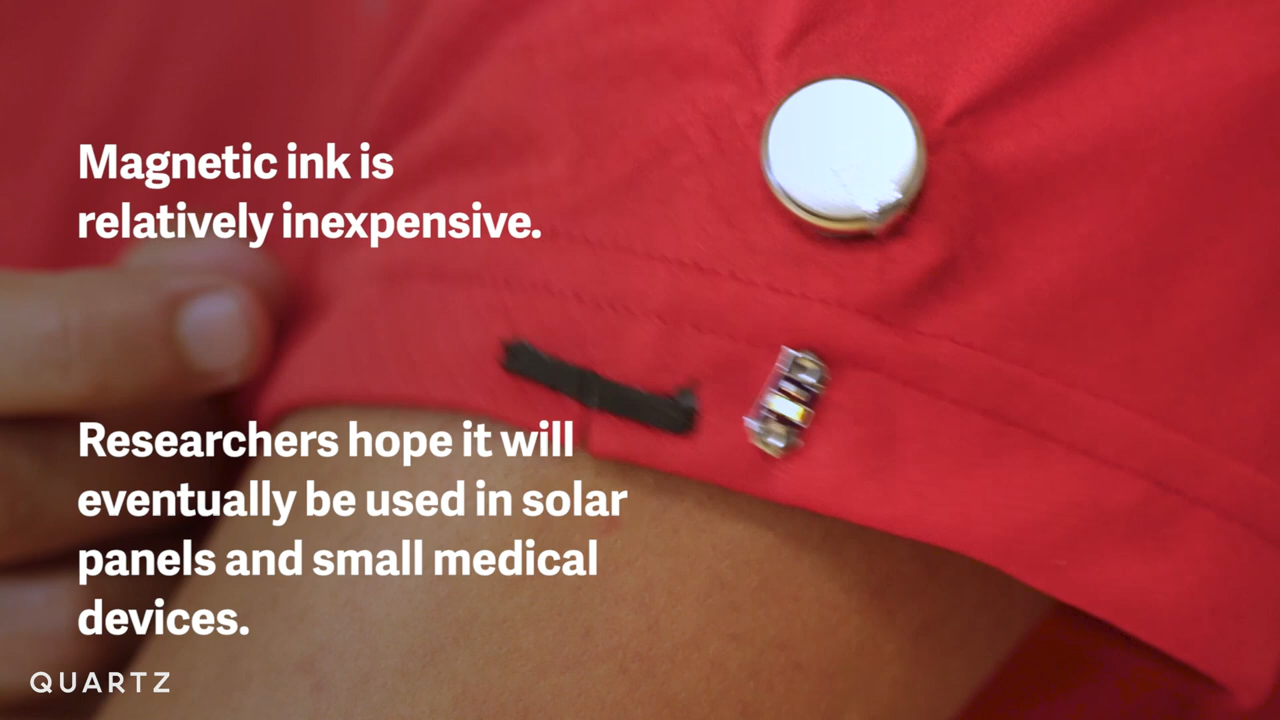 Magnetic ink is
relatively inexpensive.
Researchers hope it will
eventually be used in solar
panels and small medical
devices.
QUARTZ